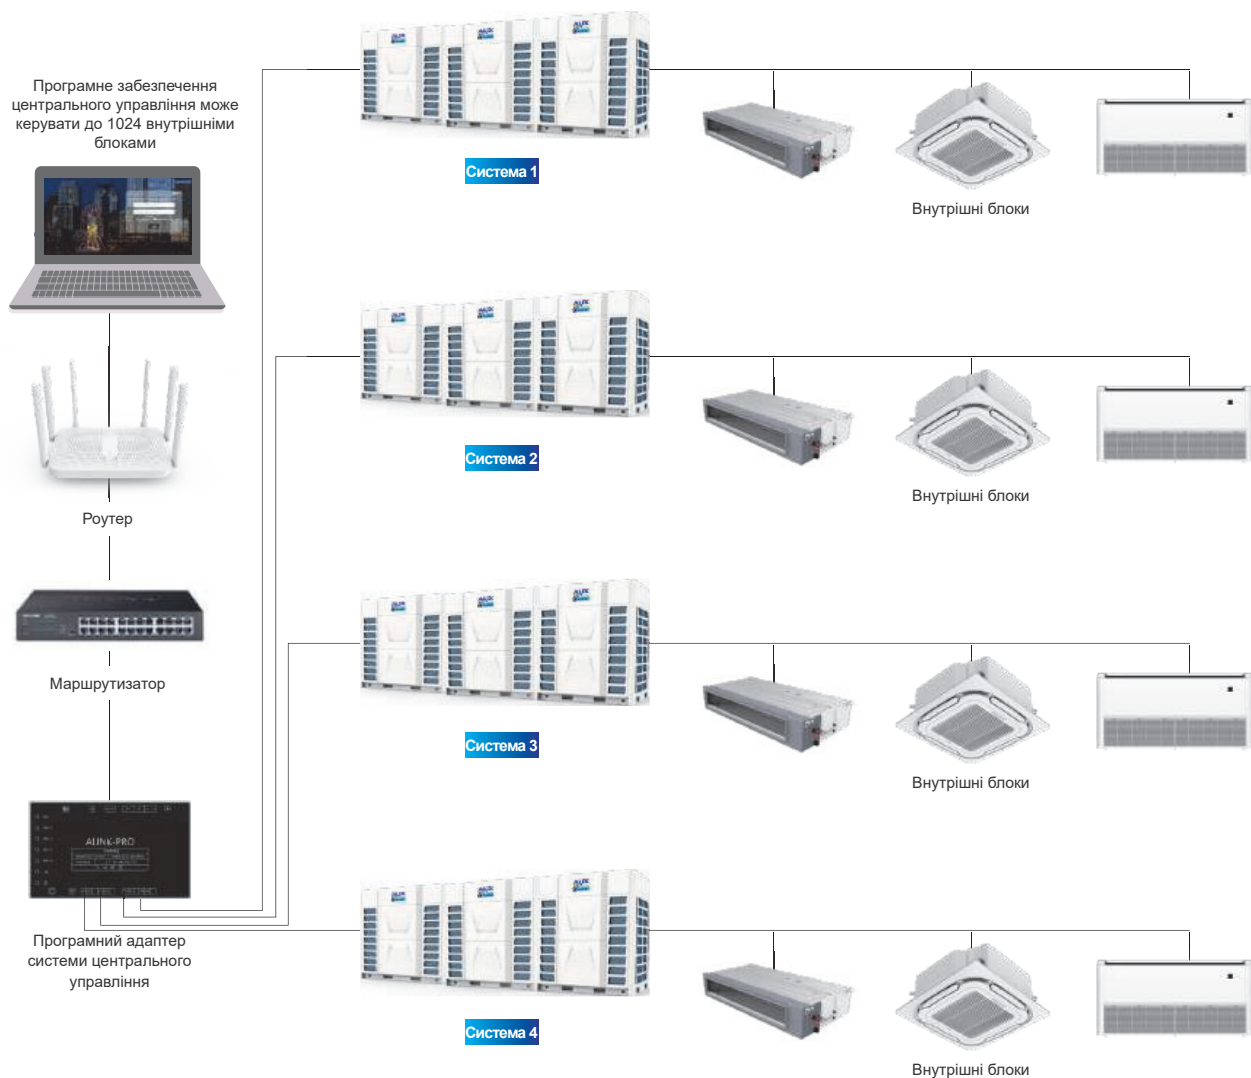 Програмне забезпечення
центрального управління може
керувати до 1024 внутрішніми
блоками
Роутер
Маршрутизатор
ALINK-PRO
Програмний адаптер
системи центрального
управління
Система 1
Внутрішні блоки
Система 2
Внутрішні блоки
Система 3
Внутрішні блоки
Система 4
Внутрішні блоки